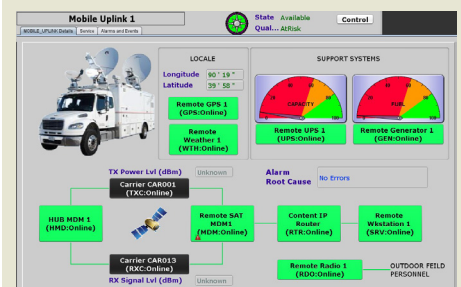 Mobile Uplink 1
State Available
Qual... AtRisk
Control
MOBILE_UPLINK Details Service Alarms and Events
LOCALE
Longitude 90 ' 19 "
Latitude 39 ' 58 "
Remote GPS 1
(GPS:Online)
Remote
Weather 1
(WTH:Online)
SUPPORT SYSTEMS
CAPACITY
FUEL
Remote UPS 1
(UPS:Online)
Remote Generator 1
(GEN:Online)
TX Power Lvl (dBm) Unknown
Alarm
Root Cause No Errors
Carrier CAR001
(TXC:Online)
HUB MDM 1
(HMD:Online)
Remote SAT
MDM1
(MDM:Online)
Content IP
Router
(RTR:Online)
Remote
Wkstation 1
(SRV:Online)
Carrier CAR013
(RXC:Online)
RX Signal Lvl (dBm) Unknown
Remote Radio 1
(RDO:Online)
OUTDOOR FEILD
PERSONNEL